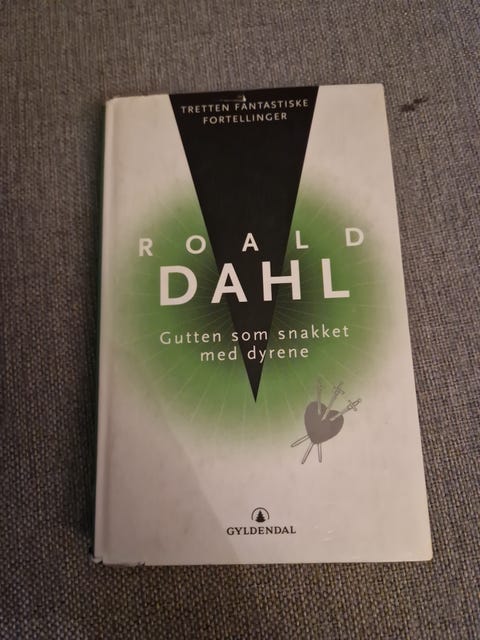 TRETTEN FANTASTISKE
FORTELLINGER
ROALD
DAHL
Gutten som snakket
med dyrene
GYLDENDAL